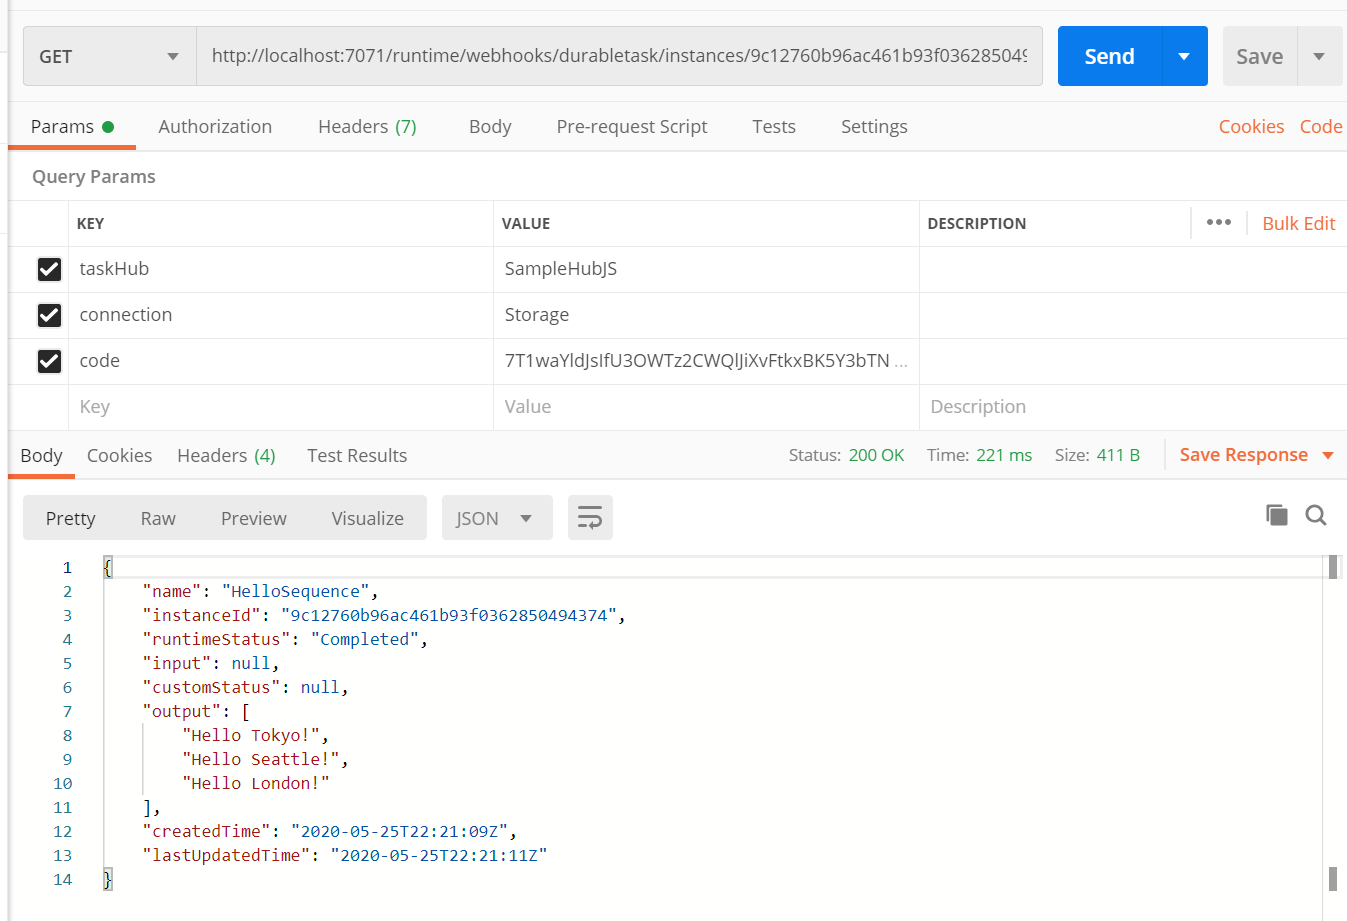 GET http://localhost:7071/runtime/webhooks/durabletask/instances/9c12760b96ac461b93f036285049 Send Save
Params Authorization Headers (7) Body Pre-request Script Tests Settings Cookies Code
Query Params
KEY VALUE DESCRIPTION ••• Bulk Edit
taskHub SampleHubJS
connection Storage
code 7T1waYldJsIfU3OWTz2CWQlJiXvFtkxBK5Y3bTN ...
Key Value Description
Body Cookies Headers (4) Test Results Status: 200 OK Time: 221 ms Size: 411 B Save Response
Pretty Raw Preview Visualize JSON
1 {
2 "name": "HelloSequence",
3 "instanceId": "9c12760b96ac461b93f0362850494374",
4 "runtimeStatus": "Completed",
5 "input": null,
6 "customStatus": null,
7 "output": [
8 "Hello Tokyo!",
9 "Hello Seattle!",
10 "Hello London!"
11 ],
12 "createdTime": "2020-05-25T22:21:09Z",
13 "lastUpdatedTime": "2020-05-25T22:21:11Z"
14 }